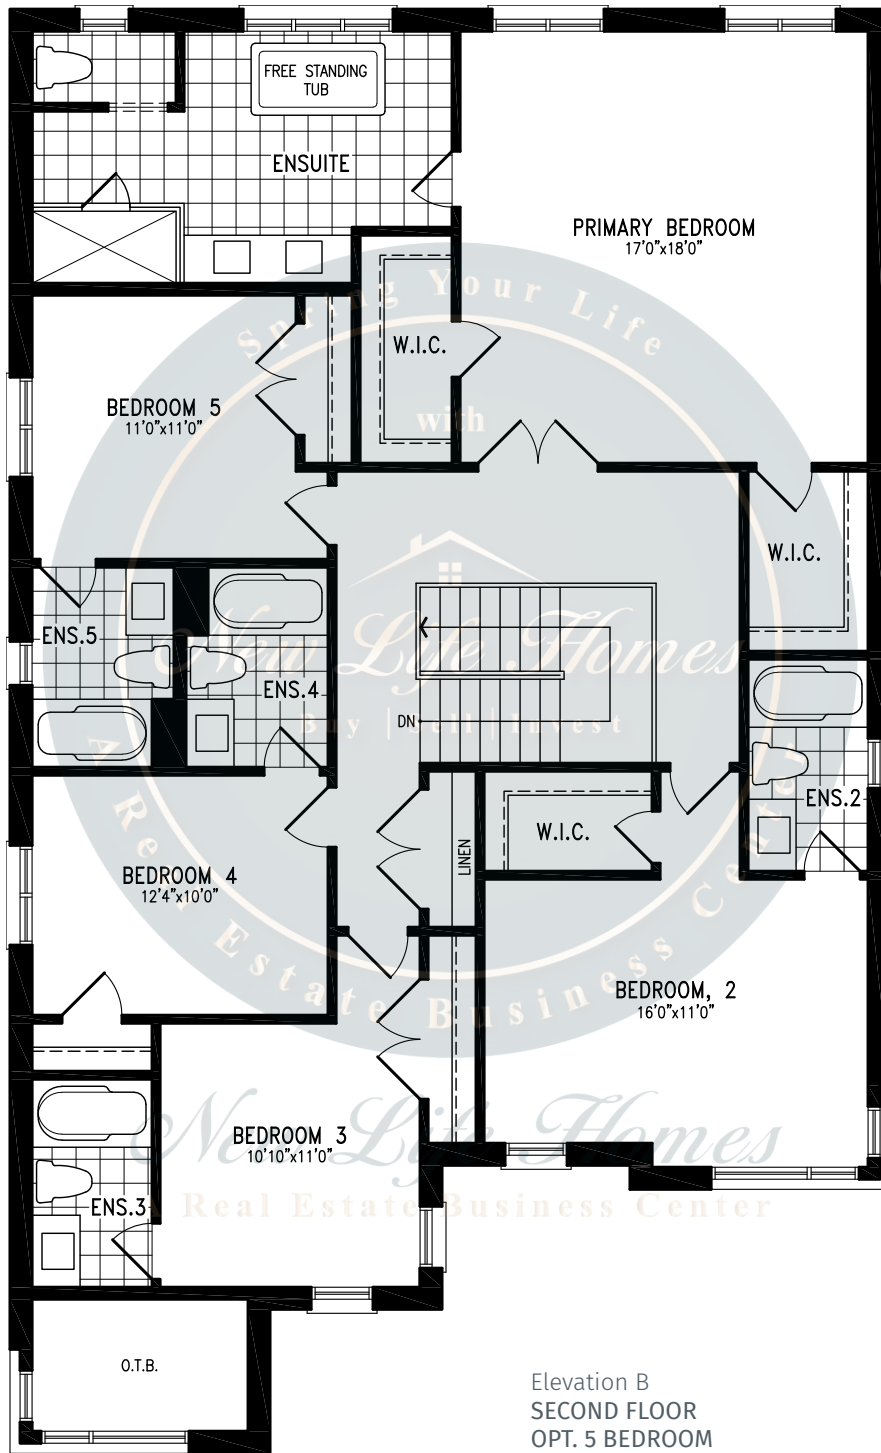 FREE STANDING
TUB
ENSUITE
PRIMARY BEDROOM
17'0"x18'0"
Spring Your Life
with
W.I.C.
BEDROOM 5
11'0"x11'0"
W.I.C.
ENS.5
New Life Homes
ENS.4
Buy | Sell | Invest
DN
ENS.2
W.I.C.
LINEN
BEDROOM 4
12'4"x10'0"
A Real Estate Business Center
BEDROOM, 2
16'0"x11'0"
New Life Homes
BEDROOM 3
10'10"x11'0"
ENS.3
A Real Estate Business Center
O.T.B.
Elevation B
SECOND FLOOR
OPT. 5 BEDROOM